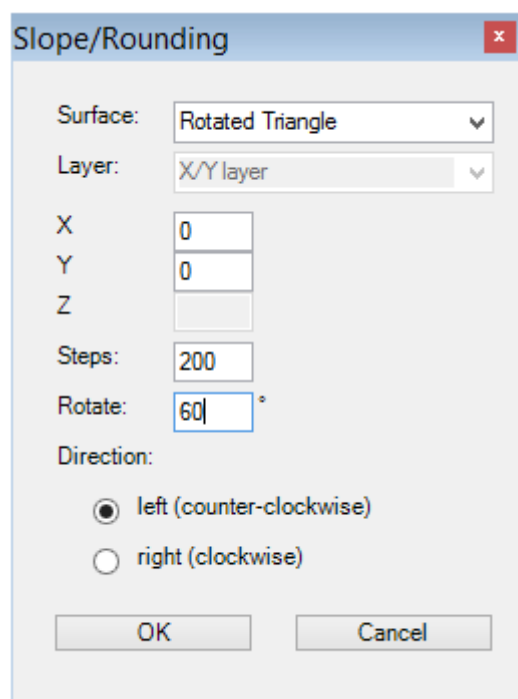 Slope/Rounding x
Surface: Rotated Triangle
Layer: X/Y layer
X 0
Y 0
Z
Steps: 200
Rotate: 60 °
Direction:
left (counter-clockwise)
right (clockwise)
OK Cancel